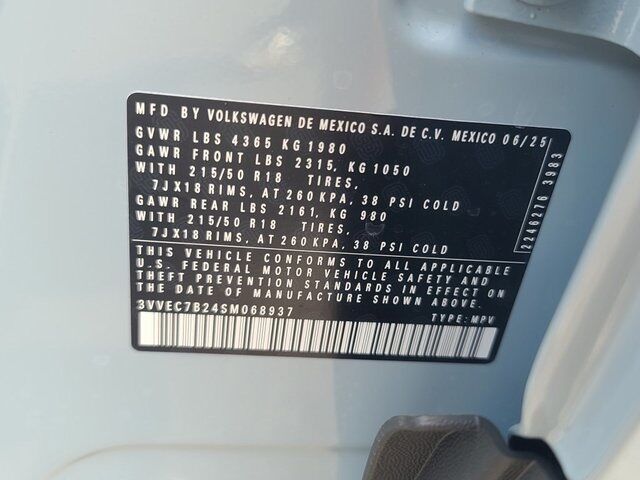 MFD BY VOLKSWAGEN DE MEXICO S.A. DE C.V. MEXICO 06/25
GVWR LBS 4365 KG 1980
GAWR FRONT LBS 2315, KG 1050
WITH 215/50 R18 TIRES,
7JX18 RIMS, AT 260 KPA, 38 PSI COLD
GAWR REAR LBS 2161, KG 980
WITH 215/50 R18 TIRES,
7JX18 RIMS, AT 260 KPA, 38 PSI COLD
THIS VEHICLE CONFORMS TO ALL APPLICABLE
U.S. FEDERAL MOTOR VEHICLE SAFETY AND
THEFT PREVENTION STANDARDS IN EFFECT ON
THE DATE OF MANUFACTURE SHOWN ABOVE.
3VVEC7B24SM068937 TYPE: MPV
2246276 3983